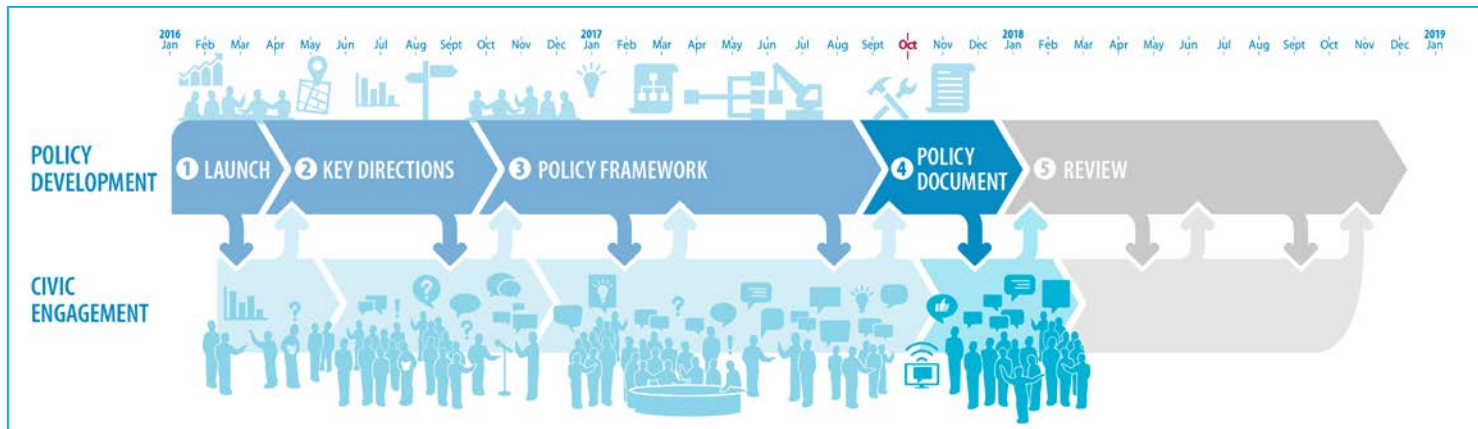 2016 2017 2018 2019
Jan Feb Mar Apr May Jun Jul Aug Sept Oct Nov Dec Jan Feb Mar Apr May Jun Jul Aug Sept Oct Nov Dec Jan Feb Mar Apr May Jun Jul Aug Sept Oct Nov Dec Jan
POLICY
DEVELOPMENT
1 LAUNCH
2 KEY DIRECTIONS
3 POLICY FRAMEWORK
4 POLICY
DOCUMENT
5 REVIEW
CIVIC
ENGAGEMENT